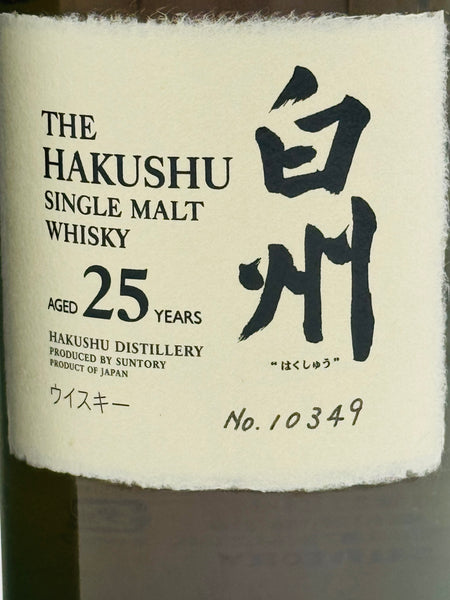 THE
HAKUSHU
SINGLE MALT
WHISKY
AGED 25 YEARS
HAKUSHU DISTILLERY
PRODUCED BY SUNTORY
PRODUCT OF JAPAN
ウイスキー
白州
“はくしゅう”
No. 10349